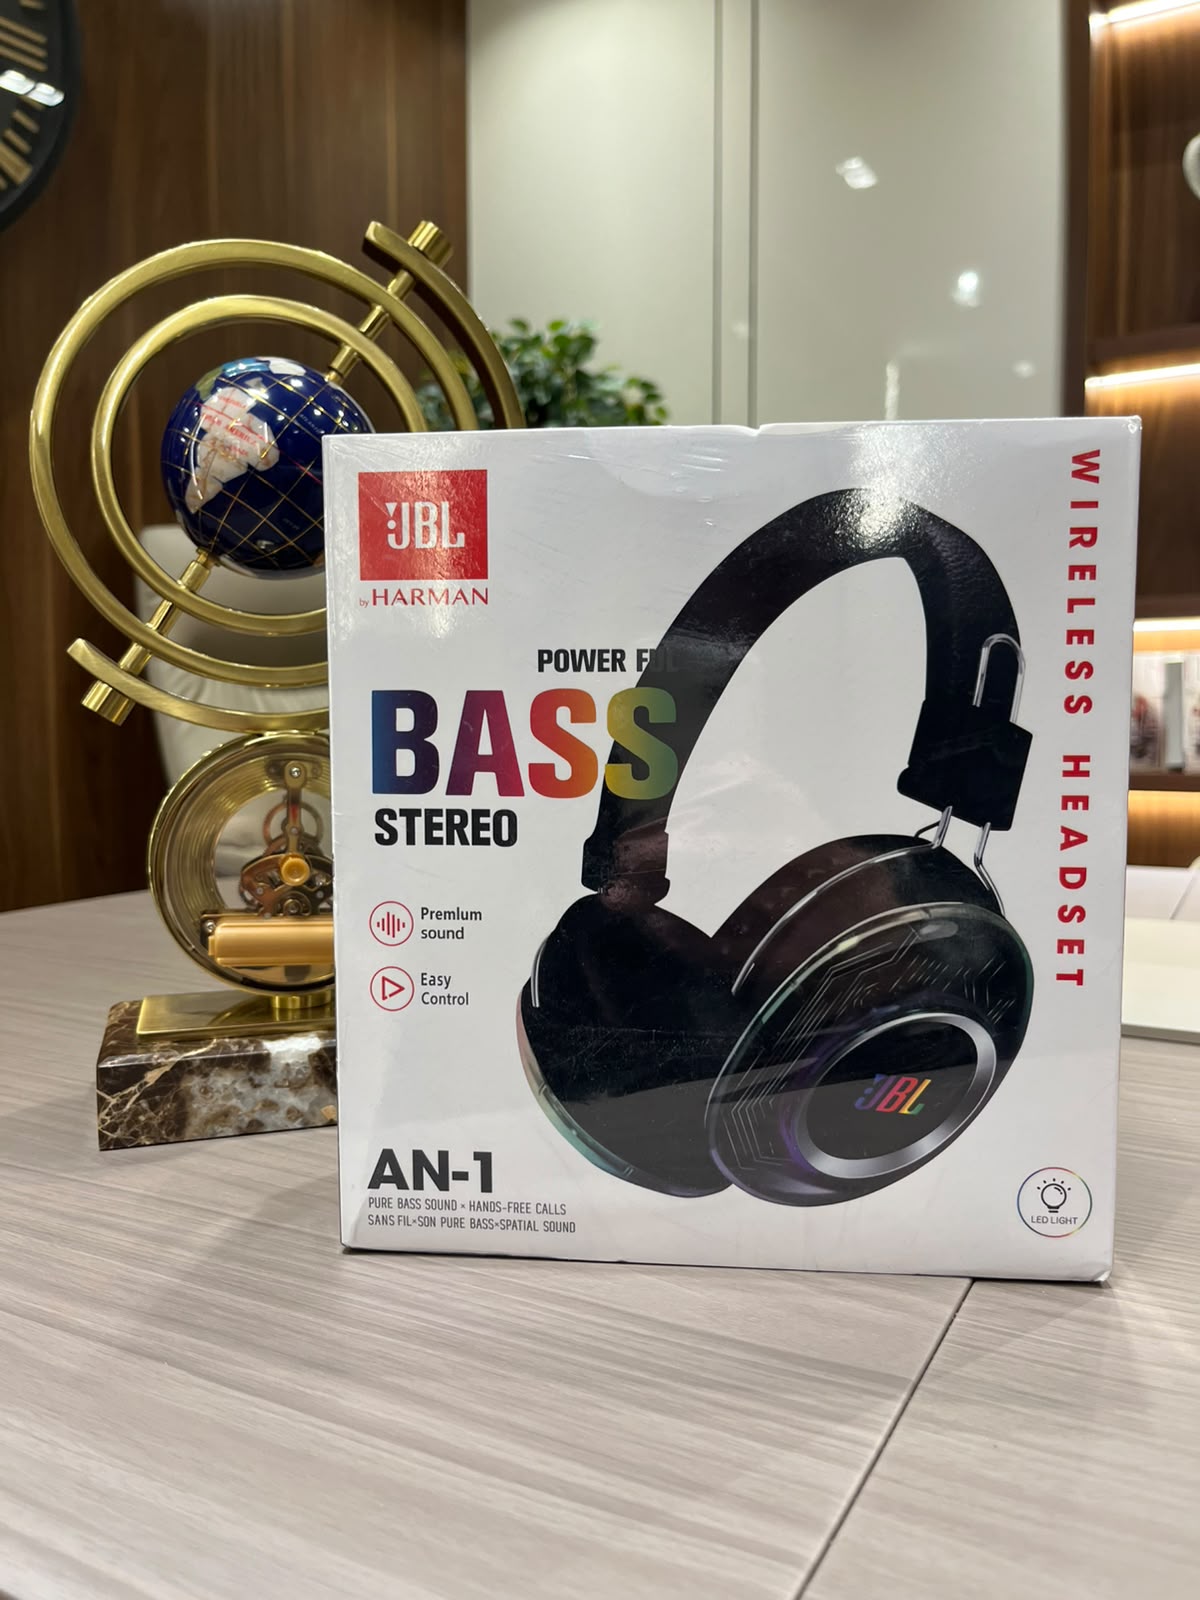 JBL
by HARMAN
POWER FUL
BASS
STEREO
Premlum
sound
Easy
Control
AN-1
PURE BASS SOUND × HANDS-FREE CALLS
SANS FIL×SON PURE BASS×SPATIAL SOUND
WIRELESS HEADSET
JBL
LED LIGHT